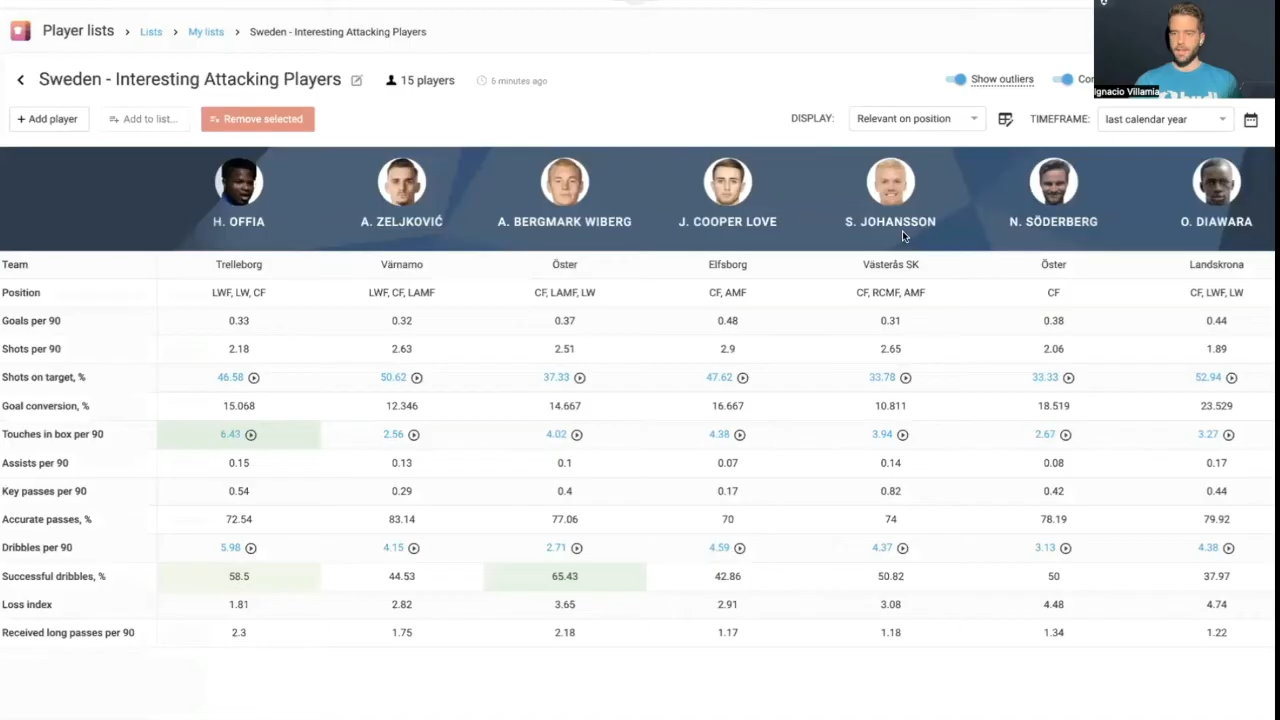 Player lists > Lists > My lists > Sweden - Interesting Attacking Players
Sweden - Interesting Attacking Players 15 players 6 minutes ago Show outliers
Ignacio Villamia
+ Add player Add to list... Remove selected DISPLAY: Relevant on position TIMEFRAME: last calendar year
H. OFFIA A. ZELJKOVIĆ A. BERGMARK WIBERG J. COOPER LOVE S. JOHANSSON N. SÖDERBERG O. DIAWARA
Team Trelleborg Värnamo Öster Elfsborg Västerås SK Öster Landskrona
Position LWF, LW, CF LWF, CF, LAMF CF, LAMF, LW CF, AMF CF, RCMF, AMF CF CF, LWF, LW
Goals per 90 0.33 0.32 0.37 0.48 0.31 0.38 0.44
Shots per 90 2.18 2.63 2.51 2.9 2.65 2.06 1.89
Shots on target, % 46.58 50.62 37.33 47.62 33.78 33.33 52.94
Goal conversion, % 15.068 12.346 14.667 16.667 10.811 18.519 23.529
Touches in box per 90 6.43 2.56 4.02 4.38 3.94 2.67 3.27
Assists per 90 0.15 0.13 0.1 0.07 0.14 0.08 0.17
Key passes per 90 0.54 0.29 0.4 0.17 0.82 0.42 0.44
Accurate passes, % 72.54 83.14 77.06 70 74 78.19 79.92
Dribbles per 90 5.98 4.15 2.71 4.59 4.37 3.13 4.38
Successful dribbles, % 58.5 44.53 65.43 42.86 50.82 50 37.97
Loss index 1.81 2.82 3.65 2.91 3.08 4.48 4.74
Received long passes per 90 2.3 1.75 2.18 1.17 1.18 1.34 1.22